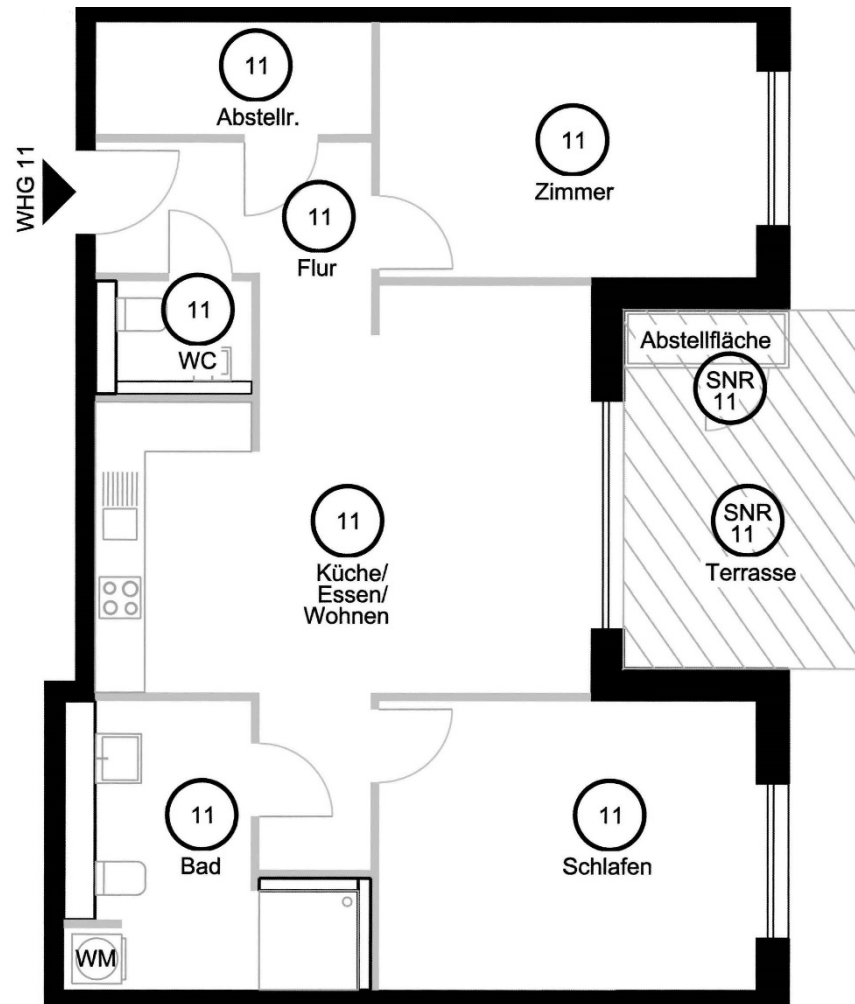 11
Abstellr.
11
Zimmer
WHG 11
11
Flur
11
WC
Abstellfläche
SNR
11
11
Küche/
Essen/
Wohnen
SNR
11
Terrasse
11
Bad
11
Schlafen
WM